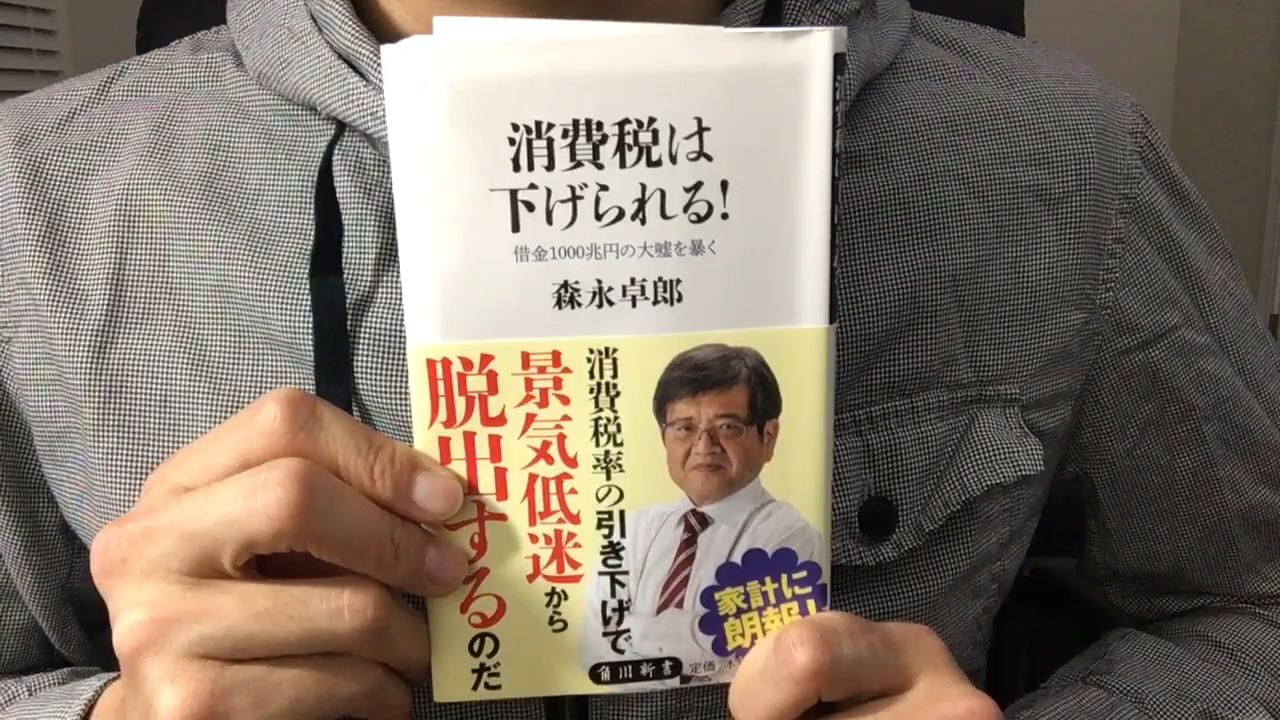 消費税は
下げられる!
借金1000兆円の大嘘を暴く
森永卓郎
消費税率の引き下げで
景気低迷から
脱出するのだ
家計に
朗報!
角川新書
定価